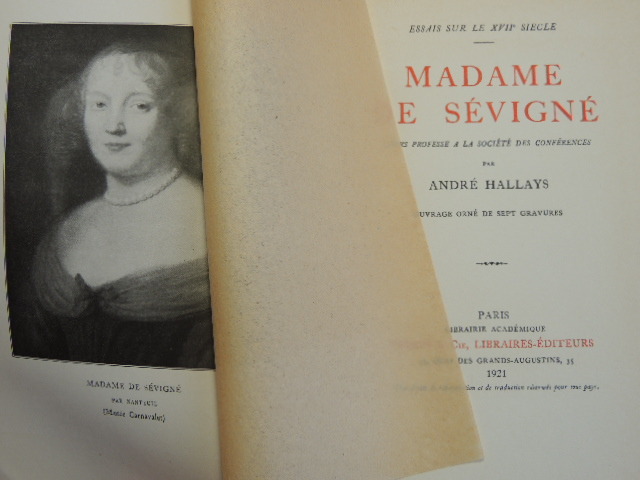 MADAME DE SÉVIGNÉ
PAR NANTEUIL
(Musée Carnavalet)
ESSAIS SUR LE XVIIᵉ SIÈCLE
MADAME
E SÉVIGNÉ
RS PROFESSÉ A LA SOCIÉTÉ DES CONFÉRENCES
PAR
ANDRÉ HALLAYS
OUVRAGE ORNÉ DE SEPT GRAVURES
PARIS
LIBRAIRIE ACADÉMIQUE
Cie, LIBRAIRES-ÉDITEURS
DES GRANDS-AUGUSTINS, 35
1921
et de traduction réservés pour tous pays.